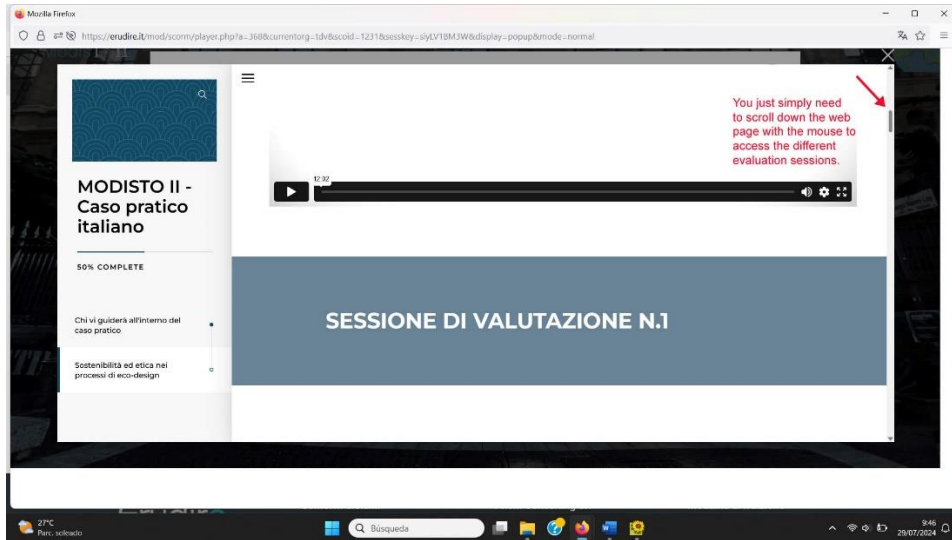 Mozilla Firefox
https://erudire.it/mod/scorm/player.php?a=368&currentorg=tdv&scoid=1231&sesskey=siyLV18M3W&display=popup&mode=normal
You just simply need
to scroll down the web
page with the mouse to
access the different
evaluation sessions.
12:02
MODISTO II -
Caso pratico
italiano
50% COMPLETE
Chi vi guiderà all'interno del
caso pratico
Sostenibilità ed etica nei
processi di eco-design
SESSIONE DI VALUTAZIONE N.1
27°C
Parc. soleado
Búsqueda
9:46
29/07/2024